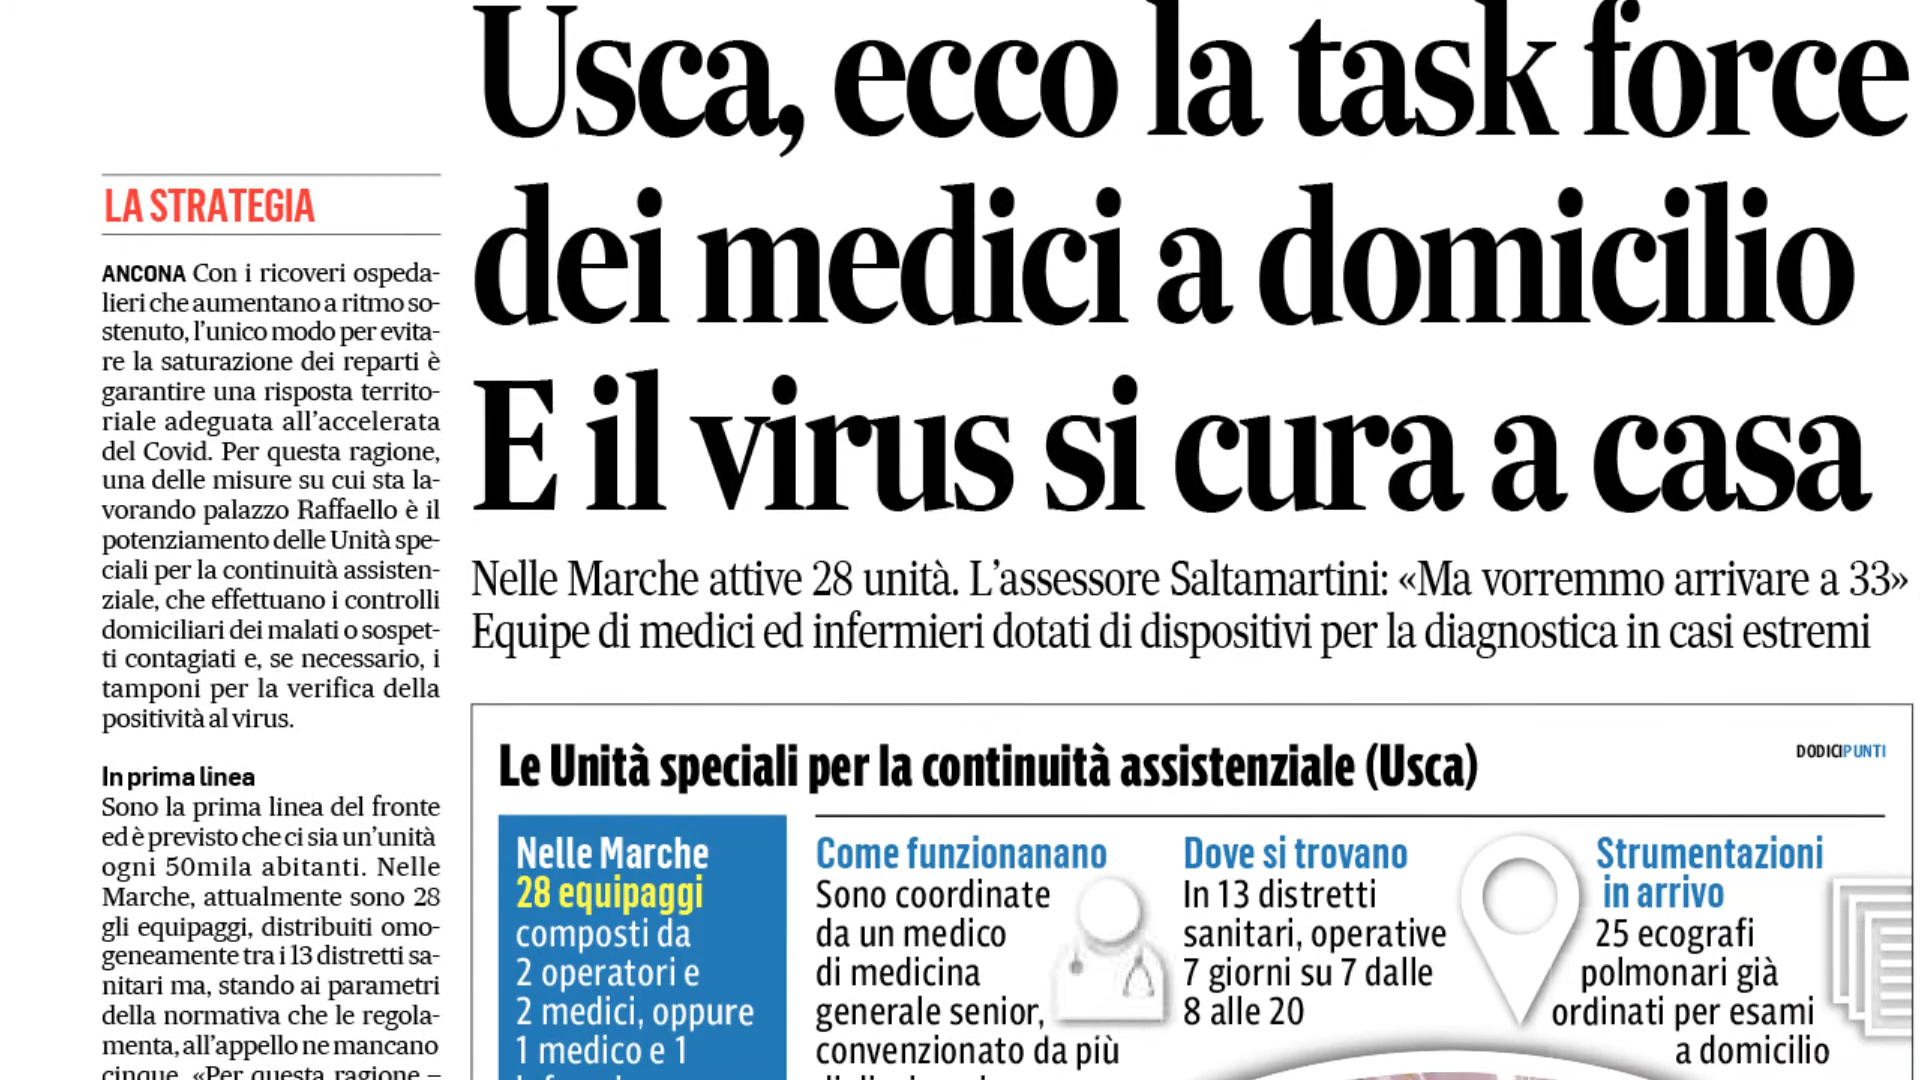 Usca, ecco la task force
dei medici a domicilio
E il virus si cura a casa
Nelle Marche attive 28 unità. L'assessore Saltamartini: «Ma vorremmo arrivare a 33»
Equipe di medici ed infermieri dotati di dispositivi per la diagnostica in casi estremi
LA STRATEGIA
ANCONA Con i ricoveri ospeda-
lieri che aumentano a ritmo so-
stenuto, l'unico modo per evita-
re la saturazione dei reparti è
garantire una risposta territo-
riale adeguata all'accelerata
del Covid. Per questa ragione,
una delle misure su cui sta la-
vorando palazzo Raffaello è il
potenziamento delle Unità spe-
ciali per la continuità assisten-
ziale, che effettuano i controlli
domiciliari dei malati o sospet-
ti contagiati e, se necessario, i
tamponi per la verifica della
positività al virus.
In prima linea
Sono la prima linea del fronte
ed è previsto che ci sia un'unità
ogni 50mila abitanti. Nelle
Marche, attualmente sono 28
gli equipaggi, distribuiti omo-
geneamente tra i 13 distretti sa-
nitari ma, stando ai parametri
della normativa che le regola-
menta, all'appello ne mancano
cinque. «Per questa ragione –
Le Unità speciali per la continuità assistenziale (Usca)
DODICIPUNTI
Nelle Marche
28 equipaggi
composti da
2 operatori e
2 medici, oppure
1 medico e 1
Come funzionanano
Sono coordinate
da un medico
di medicina
generale senior,
convenzionato da più
Dove si trovano
In 13 distretti
sanitari, operative
7 giorni su 7 dalle
8 alle 20
Strumentazioni
in arrivo
25 ecografi
polmonari già
ordinati per esami
a domicilio